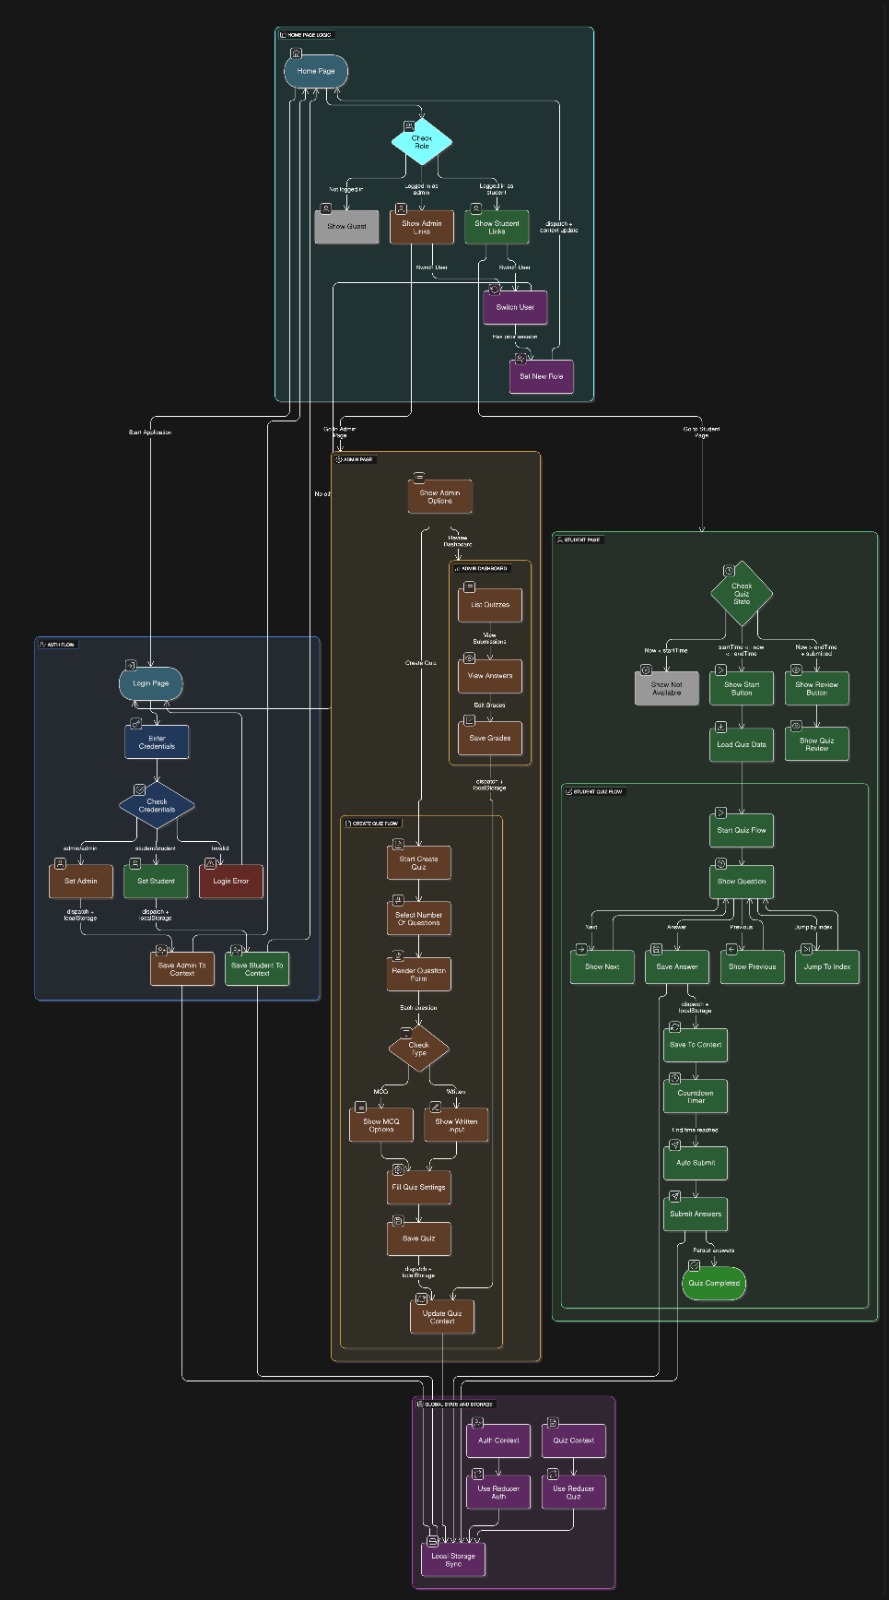 HOME PAGE LOGIC
Home Page
Check
Role
Not logged in
Logged in as
admin
Logged in as
student
Show Guest
Show Admin
Links
Show Student
Links
dispatch +
context update
Switch User
Switch User
Switch User
Has prior session
Set New Role
Start Application
Go to Admin
Page
Go to Student
Page
No
ADMIN PAGE
Show Admin
Options
Review
Dashboard
ADMIN DASHBOARD
List Quizzes
View
Submissions
View Answers
Edit Grades
Save Grades
dispatch +
localStorage
Create Quiz
STUDENT PAGE
Check
Quiz
State
Now < startTime
startTime <= now
<= endTime
Now > endTime
+ submitted
Show Not
Available
Show Start
Button
Show Review
Button
Load Quiz Data
Show Quiz
Review
AUTH FLOW
Login Page
Enter
Credentials
Check
Credentials
admin/admin
student/student
Invalid
Set Admin
Set Student
Login Error
dispatch +
localStorage
dispatch +
localStorage
Save Admin To
Context
Save Student To
Context
CREATE QUIZ FLOW
Start Create
Quiz
Select Number
Of Questions
Render Question
Form
Each question
Check
Type
MCQ
Written
Show MCQ
Options
Show Written
Input
Fill Quiz Settings
Save Quiz
dispatch +
localStorage
Update Quiz
Context
STUDENT QUIZ FLOW
Start Quiz Flow
Show Question
Next
Answer
Previous
Jump by index
Show Next
Save Answer
Show Previous
Jump To Index
dispatch +
localStorage
Save To Context
Countdown
Timer
End time reached
Auto Submit
Submit Answers
Persist answers
Quiz Completed
GLOBAL STATE AND STORAGE
Auth Context
Quiz Context
Use Reducer
Auth
Use Reducer
Quiz
Local Storage
Sync